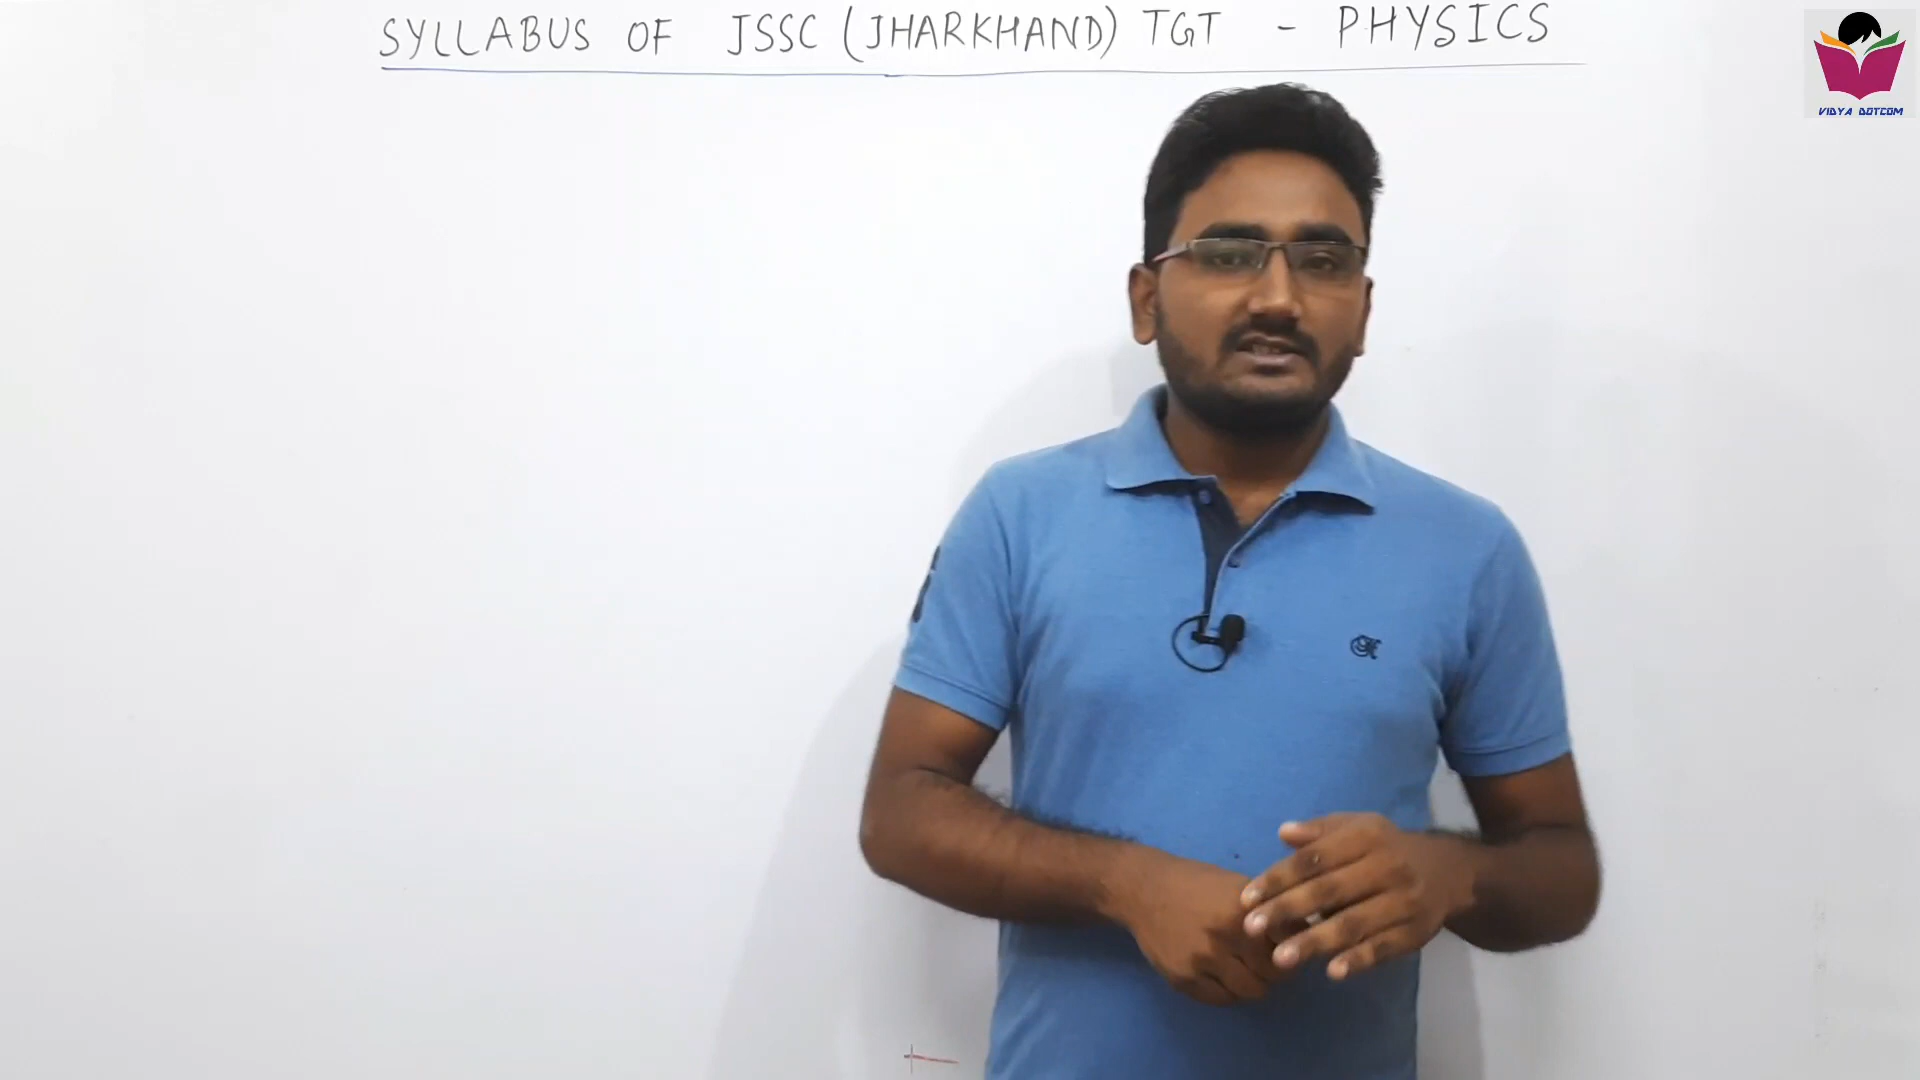 SYLLABUS OF JSSC (JHARKHAND) TGT - PHYSICS
VIDYA DOTCOM